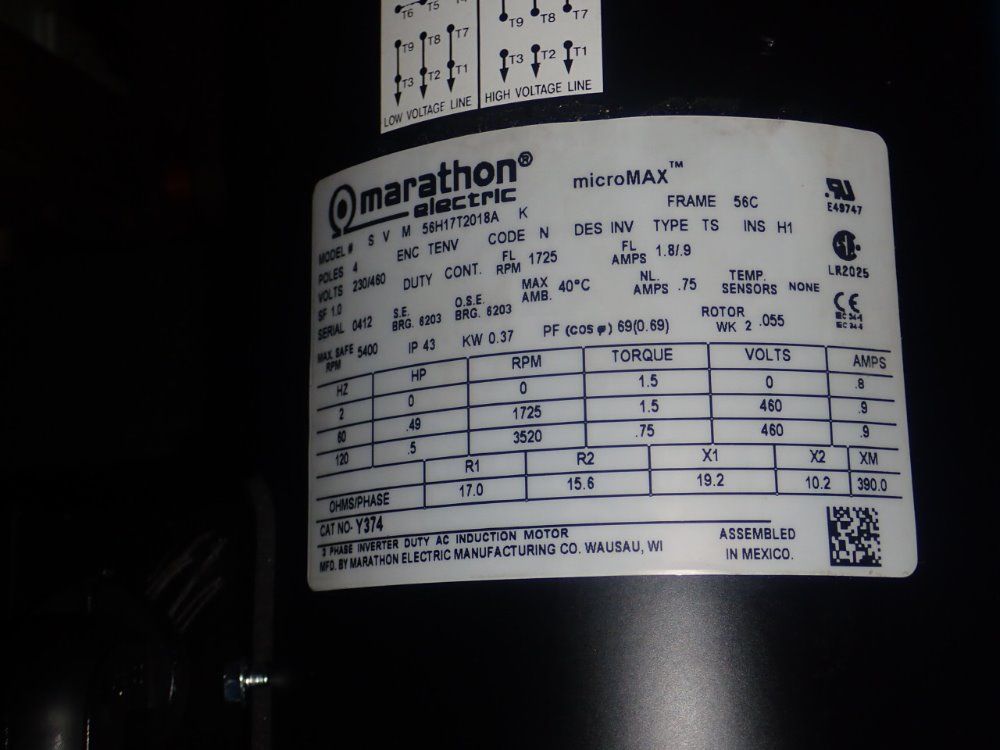 T6 T5 T4
T9 T8 T7
T9 T8 T7
T3 T2 T1
T3 T2 T1
LOW VOLTAGE LINE
HIGH VOLTAGE LINE
marathon®
electric
microMAX™
MODEL # S V M 56H17T2018A K
FRAME 56C
E49747
POLES 4 ENC TENV CODE N DES INV TYPE TS INS H1
VOLTS 230/460 DUTY CONT. FL RPM 1725 FL AMPS 1.8/.9
LR2025
SF 1.0
MAX AMB. 40°C NL. AMPS .75 TEMP. SENSORS NONE
SERIAL 0412 S.E. BRG. 6203 O.S.E. BRG. 6203
CE
IEC 34-1
MAX SAFE RPM 5400 IP 43 KW 0.37 PF (COS φ) 69(0.69) ROTOR WK 2 .055
HZ HP RPM TORQUE VOLTS AMPS
2 0 0 1.5 0 .8
60 .49 1725 1.5 460 .9
120 .5 3520 .75 460 .9
R1 R2 X1 X2 XM
OHMS/PHASE 17.0 15.6 19.2 10.2 390.0
CAT NO- Y374
3 PHASE INVERTER DUTY AC INDUCTION MOTOR
MFD. BY MARATHON ELECTRIC MANUFACTURING CO. WAUSAU, WI
ASSEMBLED
IN MEXICO.